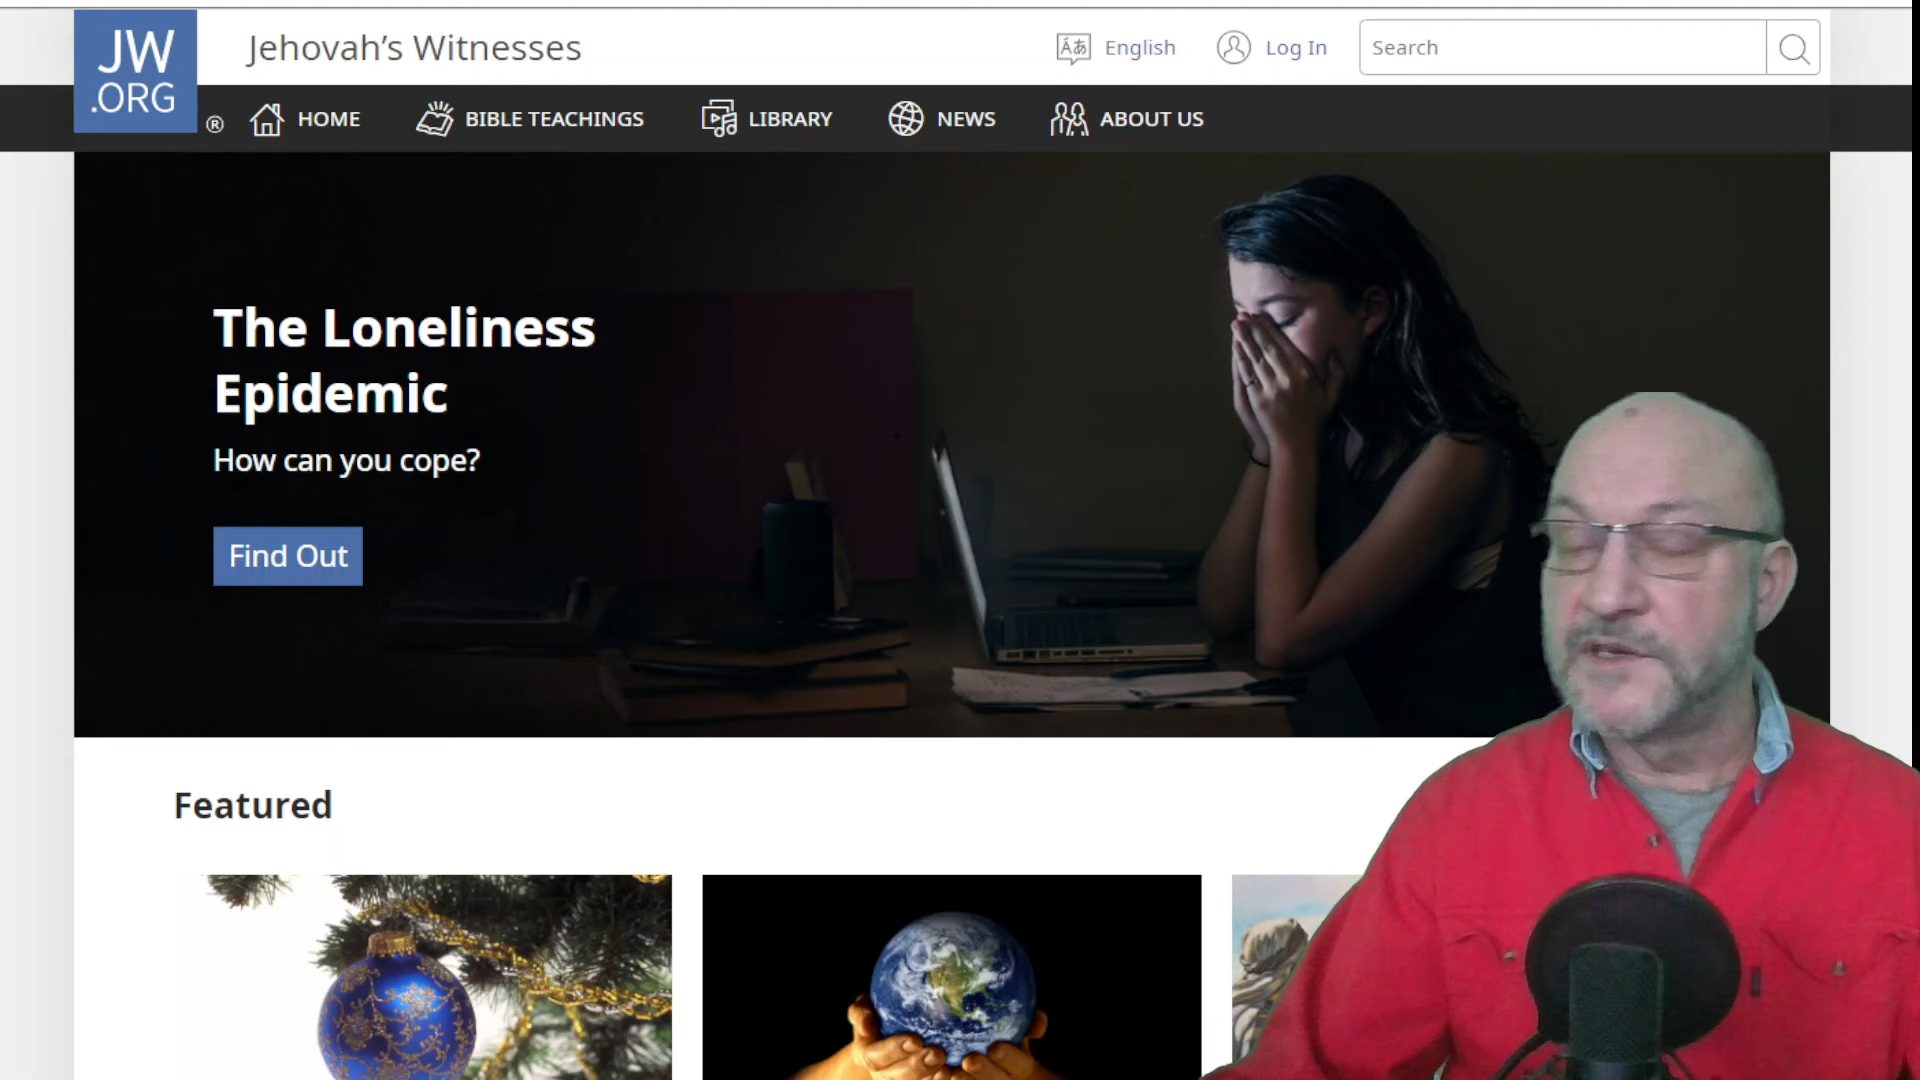 JW
.ORG
®
Jehovah's Witnesses
English
Log In
Search
HOME
BIBLE TEACHINGS
LIBRARY
NEWS
ABOUT US
The Loneliness
Epidemic
How can you cope?
Find Out
Featured